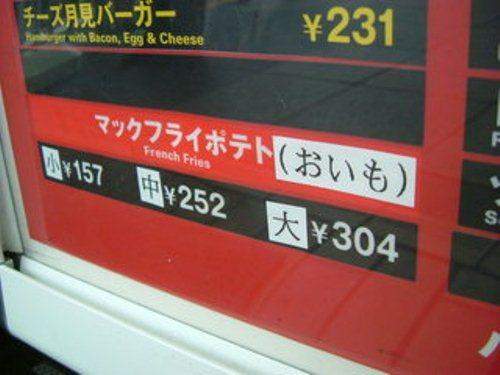 チーズ月見バーガー ¥231
Hamburger with Bacon, Egg & Cheese
マックフライポテト(おいも)
French Fries
小 ¥157 中 ¥252 大 ¥304